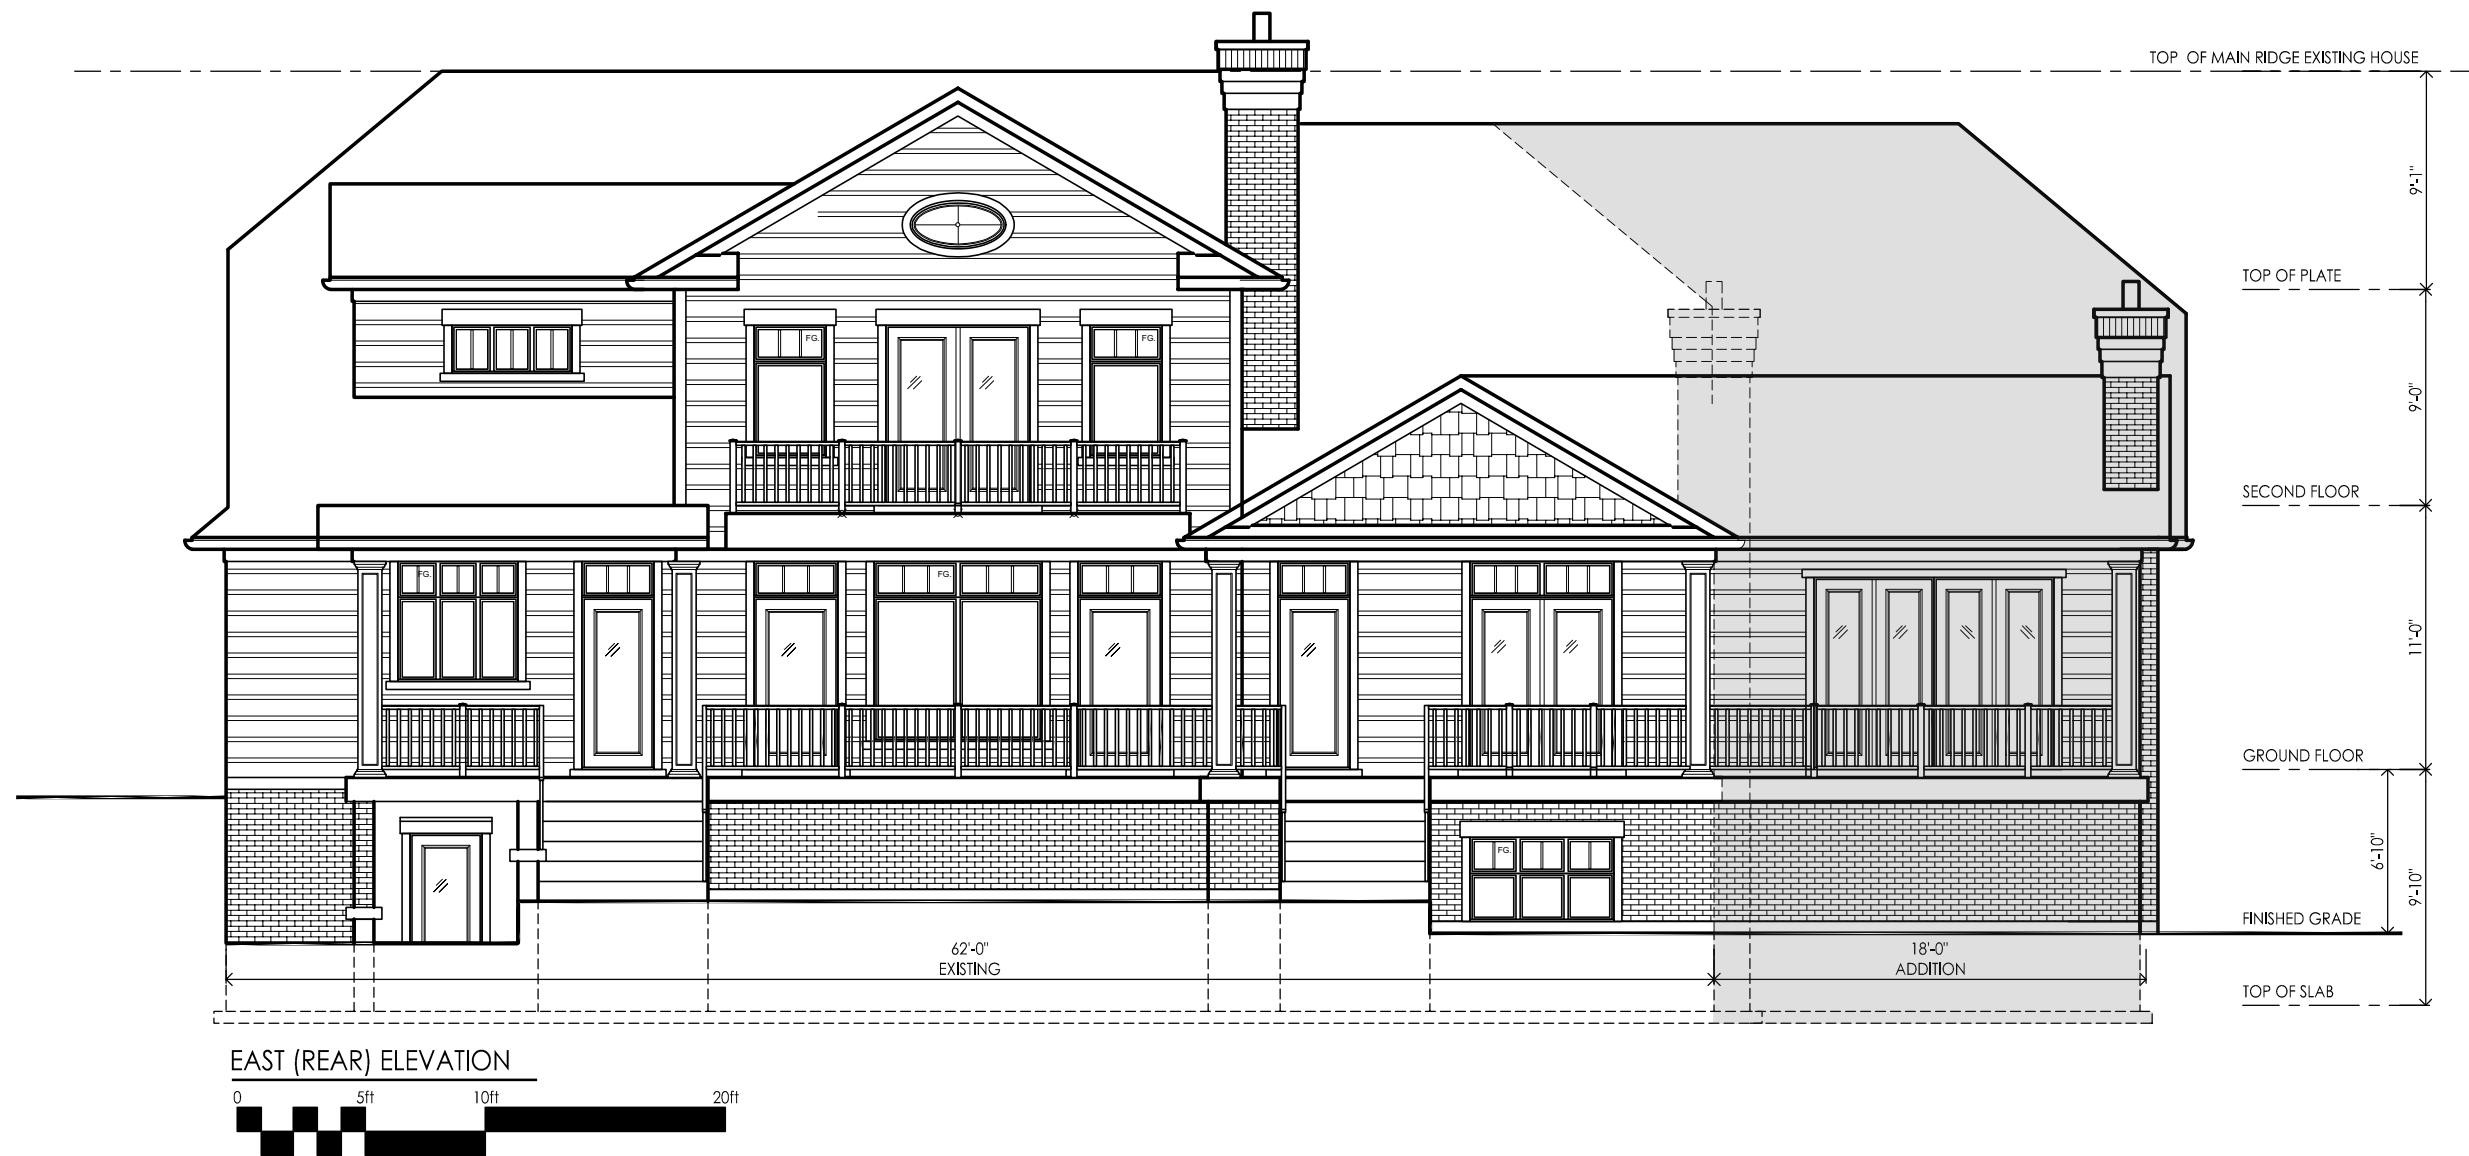 TOP OF MAIN RIDGE EXISTING HOUSE
9'-1"
TOP OF PLATE
FG.
FG.
9'-0"
SECOND FLOOR
FG.
FG.
11'-0"
GROUND FLOOR
FG.
6'-10"
9'-10"
FINISHED GRADE
62'-0"
EXISTING
18'-0"
ADDITION
TOP OF SLAB
EAST (REAR) ELEVATION
0 5ft 10ft 20ft